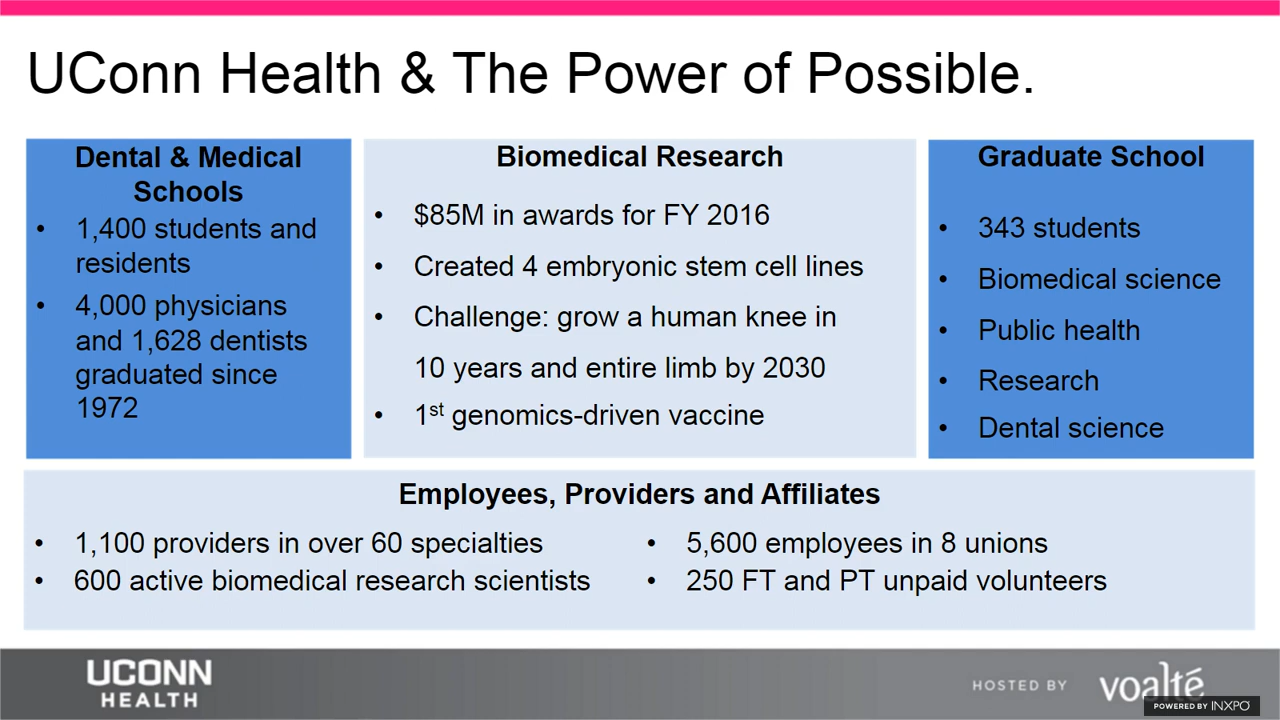 UConn Health & The Power of Possible.
Dental & Medical
Schools
• 1,400 students and
residents
• 4,000 physicians
and 1,628 dentists
graduated since
1972
Biomedical Research
• $85M in awards for FY 2016
• Created 4 embryonic stem cell lines
• Challenge: grow a human knee in
10 years and entire limb by 2030
• 1st genomics-driven vaccine
Graduate School
• 343 students
• Biomedical science
• Public health
• Research
• Dental science
Employees, Providers and Affiliates
• 1,100 providers in over 60 specialties
• 600 active biomedical research scientists
• 5,600 employees in 8 unions
• 250 FT and PT unpaid volunteers
UCONN
HEALTH
HOSTED BY voalté
POWERED BY INXPO